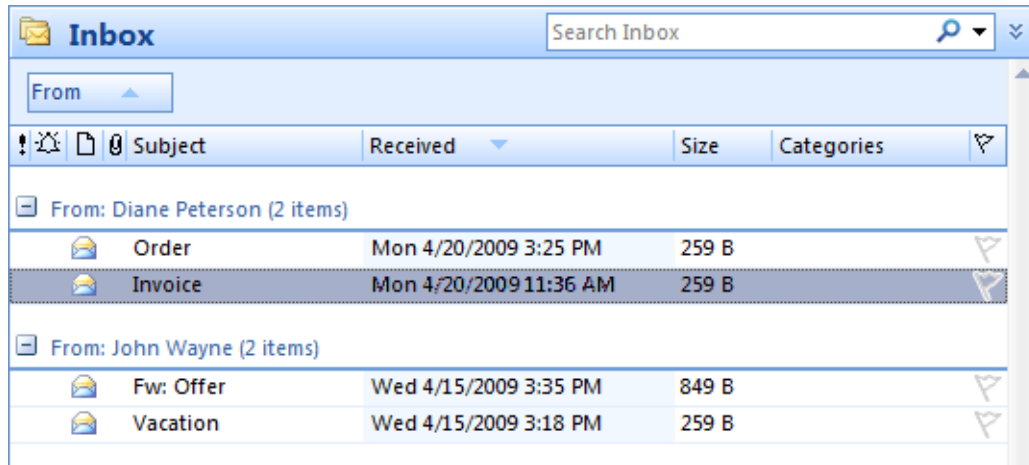 Inbox Search Inbox
From
! Subject Received Size Categories
From: Diane Peterson (2 items)
Order Mon 4/20/2009 3:25 PM 259 B
Invoice Mon 4/20/2009 11:36 AM 259 B
From: John Wayne (2 items)
Fw: Offer Wed 4/15/2009 3:35 PM 849 B
Vacation Wed 4/15/2009 3:18 PM 259 B